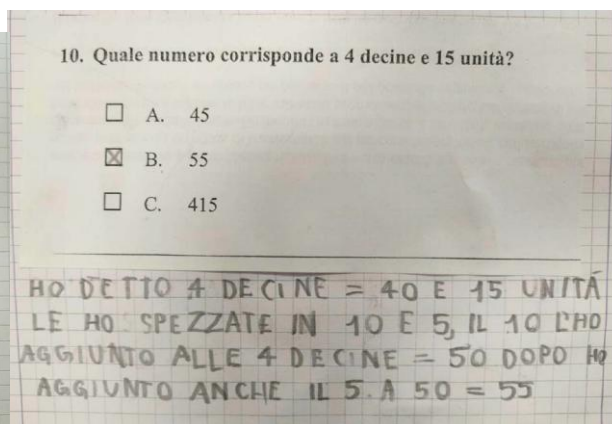 10. Quale numero corrisponde a 4 decine e 15 unità?
A. 45
B. 55
C. 415
HO DETTO 4 DECINE = 40 E 15 UNITÁ
LE HO SPEZZATE IN 10 E 5, IL 10 L'HO
AGGIUNTO ALLE 4 DECINE = 50 DOPO HO
AGGIUNTO ANCHE IL 5. A 50 = 55